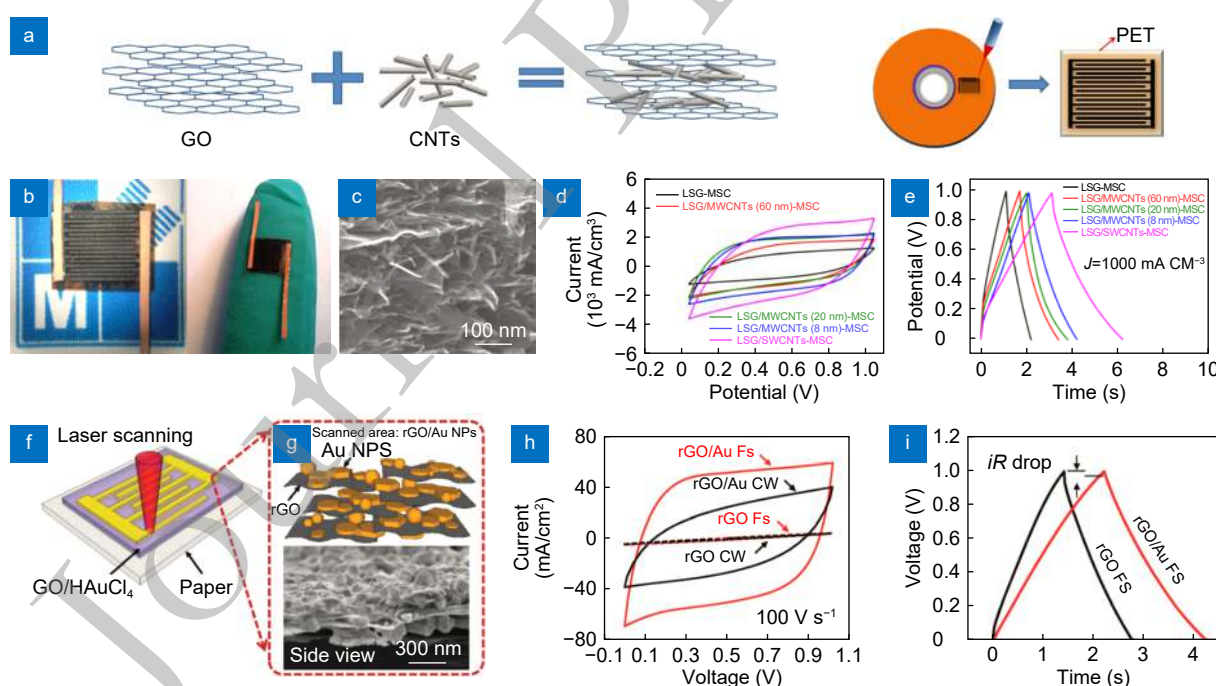 a
GO
CNTs
PET
b
M
c
100 nm
d
6
4
2
0
−2
−4
−6
Current
(10³ mA/cm³)
LSG-MSC
LSG/MWCNTs (60 nm)-MSC
LSG/MWCNTs (20 nm)-MSC
LSG/MWCNTs (8 nm)-MSC
LSG/SWCNTs-MSC
−0.2 0 0.2 0.4 0.6 0.8 1.0
Potential (V)
e
1.0
0.8
0.6
0.4
0.2
0
Potential (V)
LSG-MSC
LSG/MWCNTs (60 nm)-MSC
LSG/MWCNTs (20 nm)-MSC
LSG/MWCNTs (8 nm)-MSC
LSG/SWCNTs-MSC
J=1000 mA CM⁻³
0 2 4 6 8 10
Time (s)
f
Laser scanning
GO/HAuCl₄
Paper
g
Scanned area: rGO/Au NPs
Au NPS
rGO
Side view
300 nm
h
80
40
0
−40
−80
Current
(mA/cm²)
rGO/Au Fs
rGO/Au CW
rGO Fs
rGO CW
100 V s⁻¹
−0.1 0.1 0.3 0.5 0.7 0.9 1.1
Voltage (V)
i
1.2
1.0
0.8
0.6
0.4
0.2
0
Voltage (V)
iR drop
rGO FS
rGO/Au FS
0 1 2 3 4
Time (s)